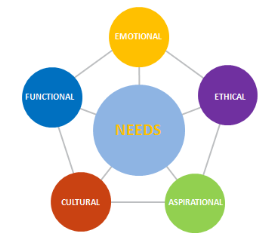 EMOTIONAL
FUNCTIONAL
ETHICAL
NEEDS
CULTURAL
ASPIRATIONAL